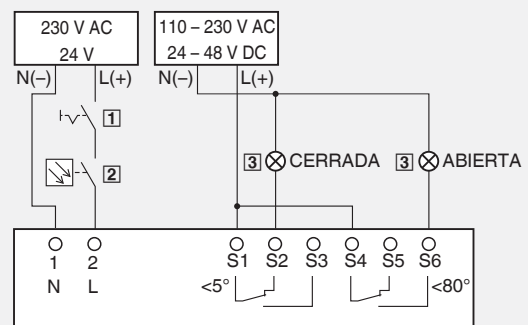 230 V AC
24 V
110 – 230 V AC
24 – 48 V DC
N(–) L(+)
N(–) L(+)
1
2
3 CERRADA
3 ABIERTA
1 2 S1 S2 S3 S4 S5 S6
N L <5° <80°